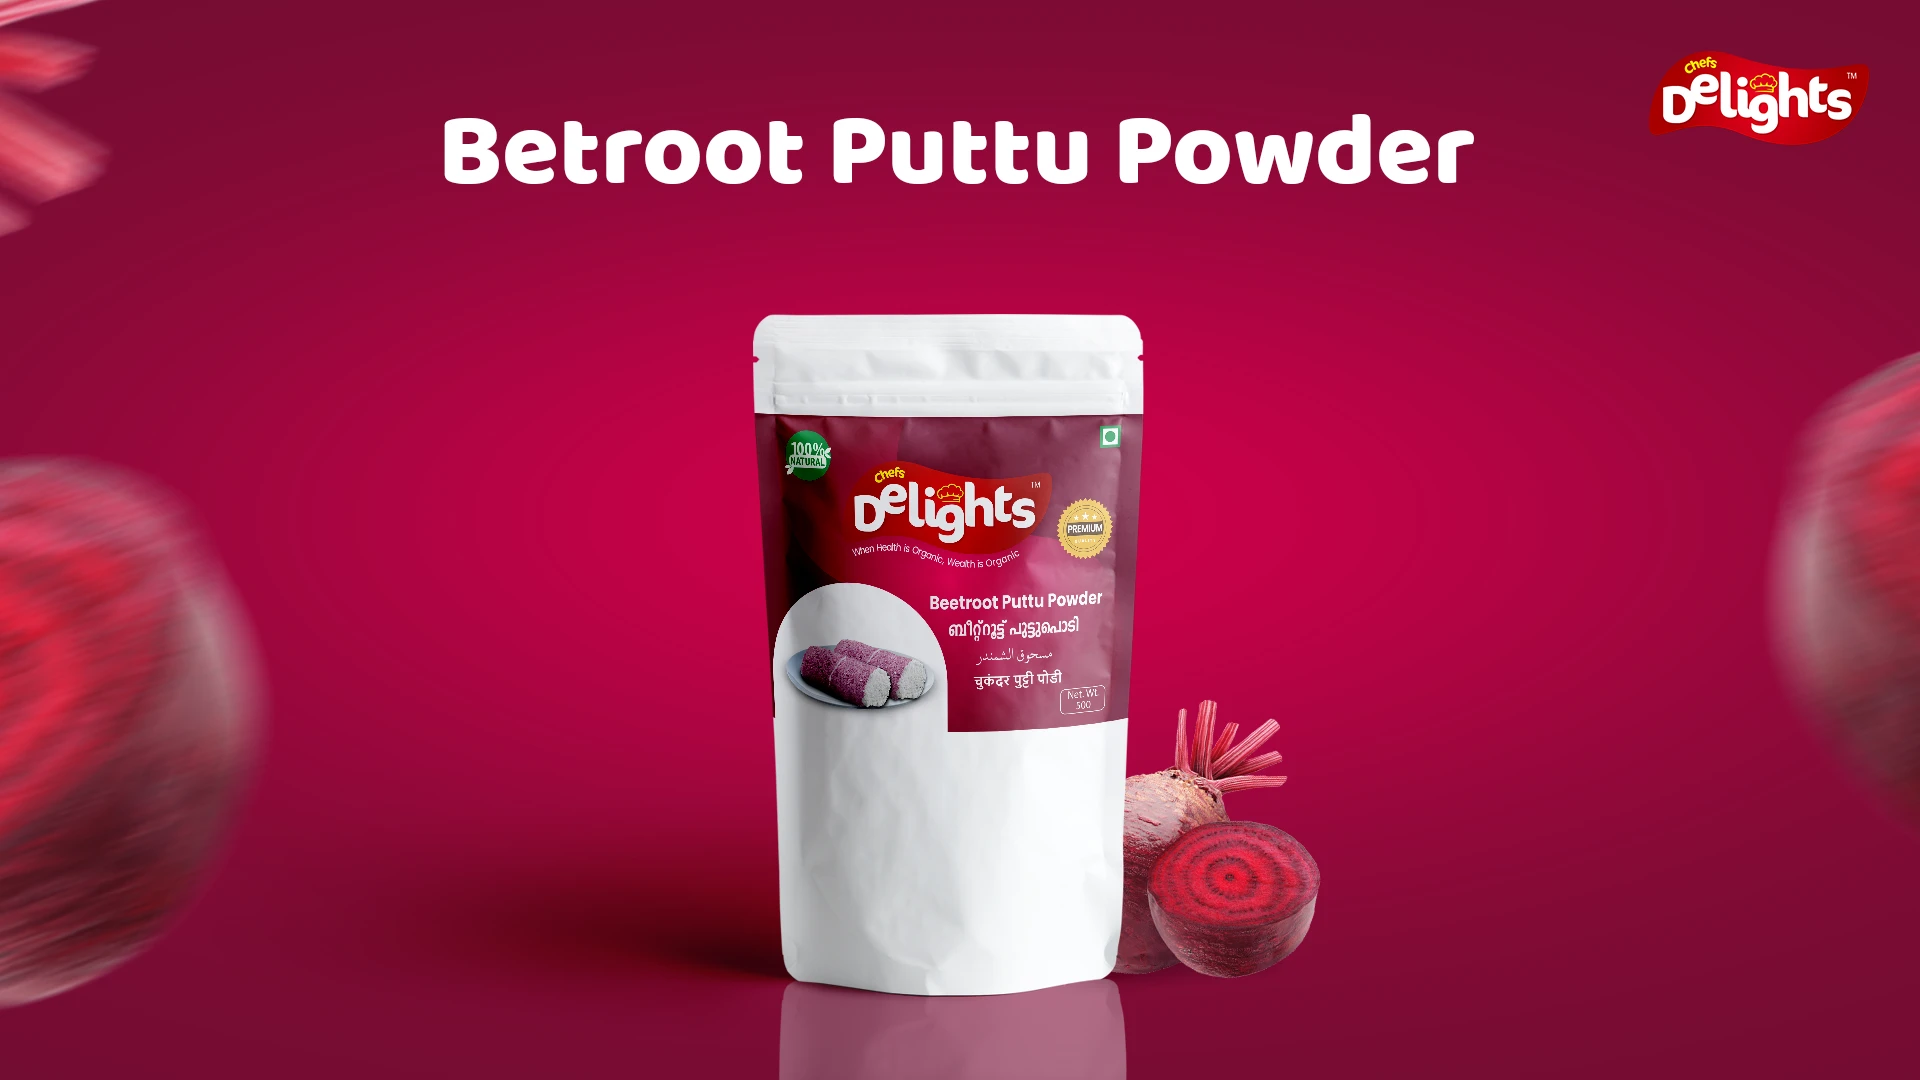 Chefs
Delights
TM
Betroot Puttu Powder
100%
NATURAL
Chefs
Delights
TM
PREMIUM
When Health is Organic, Wealth is Organic
Beetroot Puttu Powder
ബീറ്റ്റൂട്ട് പുട്ടുപൊടി
مسحوق الشمندر
चुकंदर पुट्टी पोडी
Net. Wt.
500